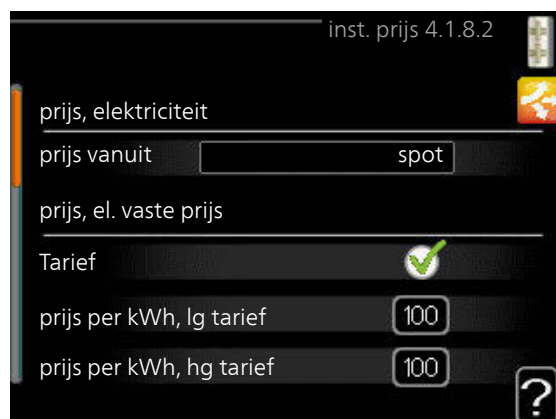 inst. prijs 4.1.8.2
prijs, elektriciteit
prijs vanuit spot
prijs, el. vaste prijs
Tarief
prijs per kWh, lg tarief 100
prijs per kWh, hg tarief 100
?